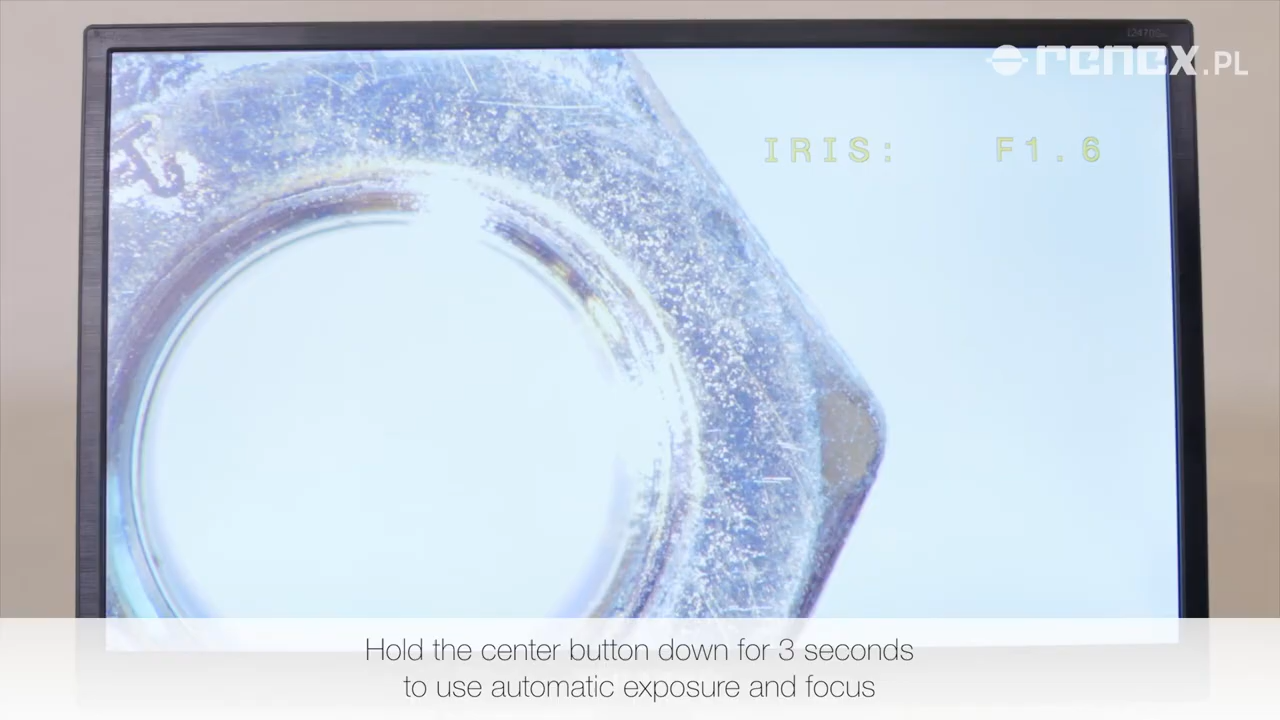 renex.PL
IRIS: F1.6
Hold the center button down for 3 seconds
to use automatic exposure and focus